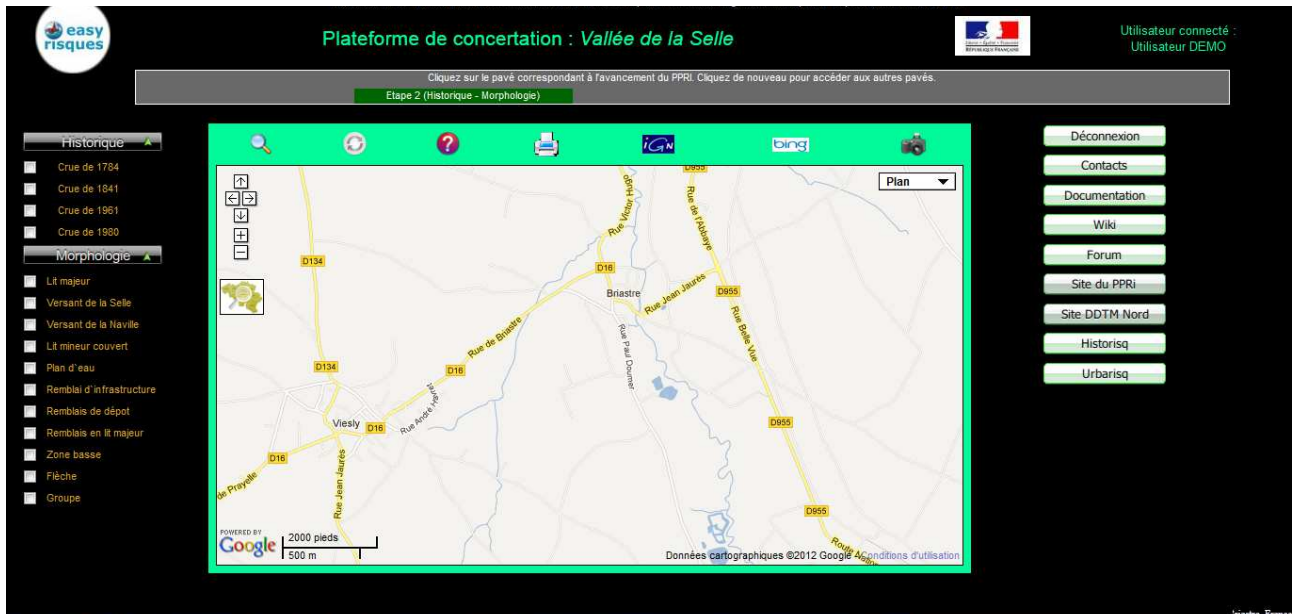 easy
risques
Plateforme de concertation : Vallée de la Selle
Liberté • Égalité • Fraternité
RÉPUBLIQUE FRANÇAISE
Utilisateur connecté :
Utilisateur DEMO
Cliquez sur le pavé correspondant à l'avancement du PPRI. Cliquez de nouveau pour accéder aux autres pavés.
Etape 2 (Historique - Morphologie)
Historique
Crue de 1784
Crue de 1841
Crue de 1961
Crue de 1980
Morphologie
Lit majeur
Versant de la Selle
Versant de la Naville
Lit mineur couvert
Plan d'eau
Remblai d'infrastructure
Remblais de dépot
Remblais en lit majeur
Zone basse
Flèche
Groupe
IGN
bing
Plan
D955
Rue Victor Hugo
Rue de l'Abbaye
D134
D16
Briastre
Rue Jean Jaurès
D955
Rue de Briastre
Rue Paul Doumer
Rue Belle Vue
D134
D16
Rue André Hamel
Viesly
D16
D955
D16
de Prayelle
Rue Jean Jaurès
D955
POWERED BY
Google
2000 pieds
500 m
Données cartographiques ©2012 Google
Conditions d'utilisation
Déconnexion
Contacts
Documentation
Wiki
Forum
Site du PPRi
Site DDTM Nord
Historisq
Urbarisq